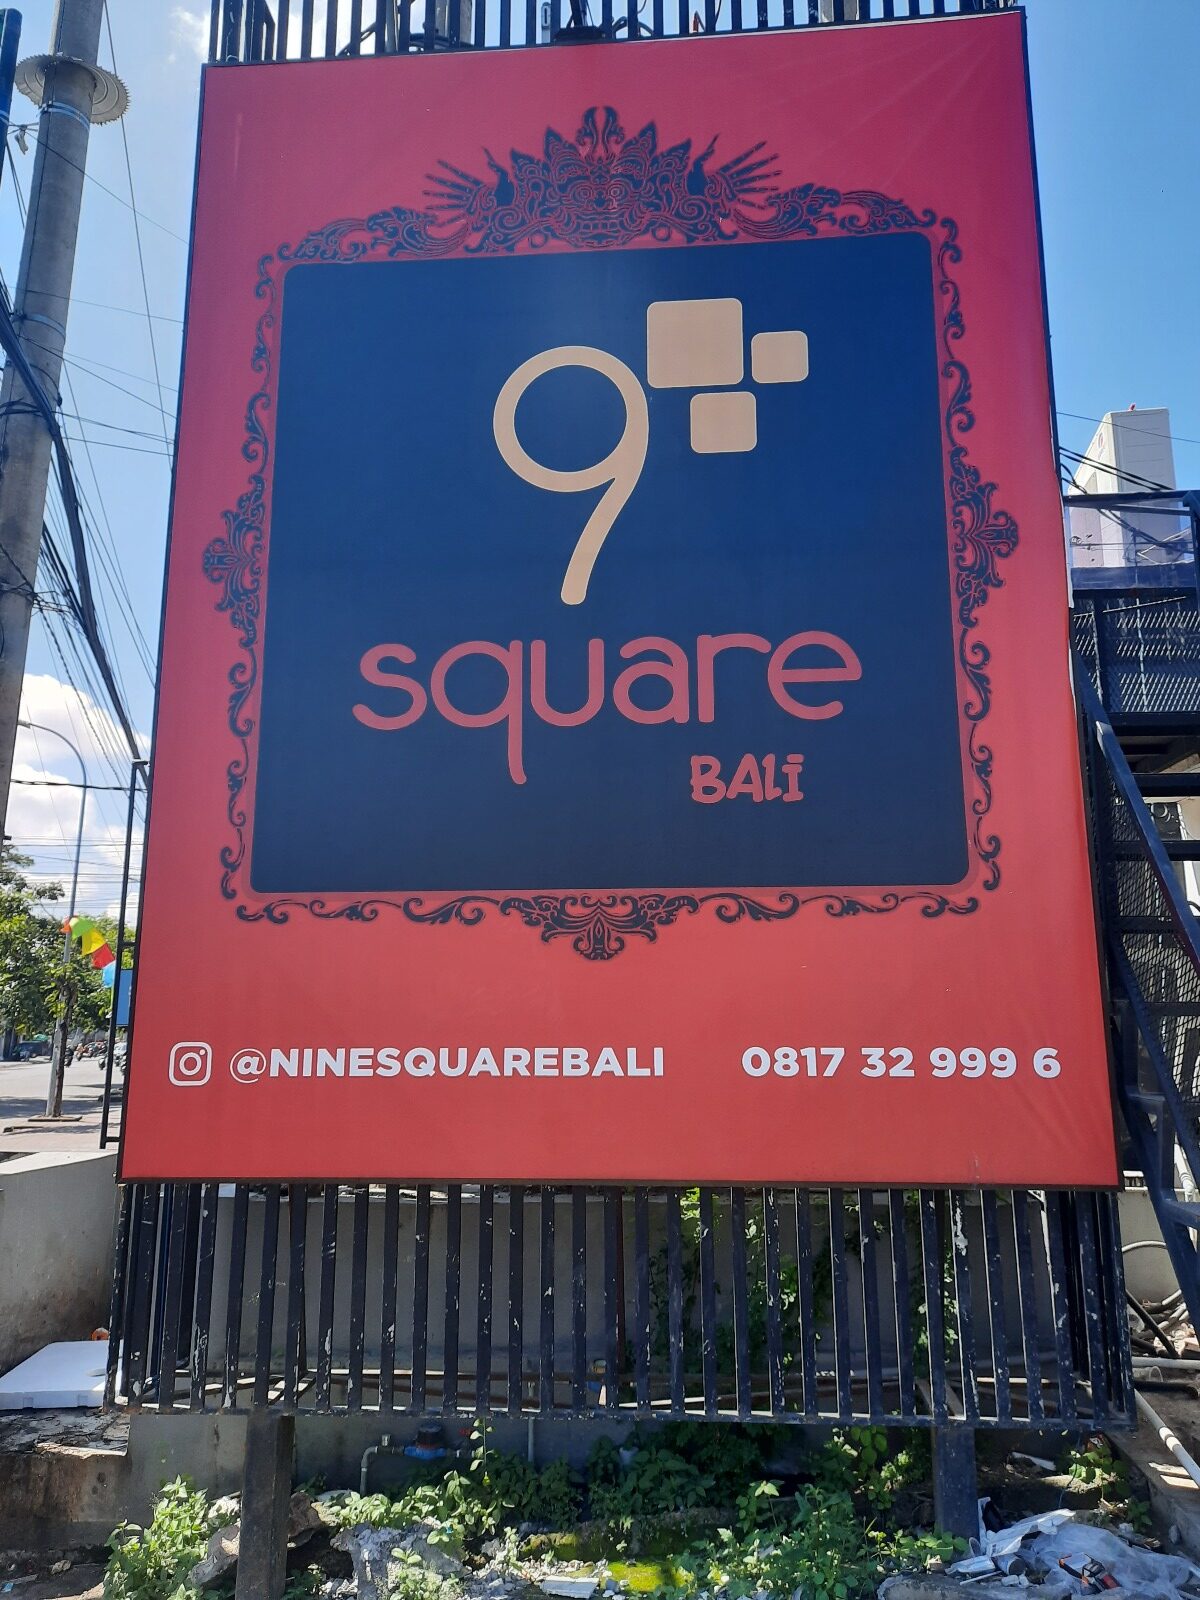 9
square
BALi
@NINESQUAREBALI 0817 32 999 6